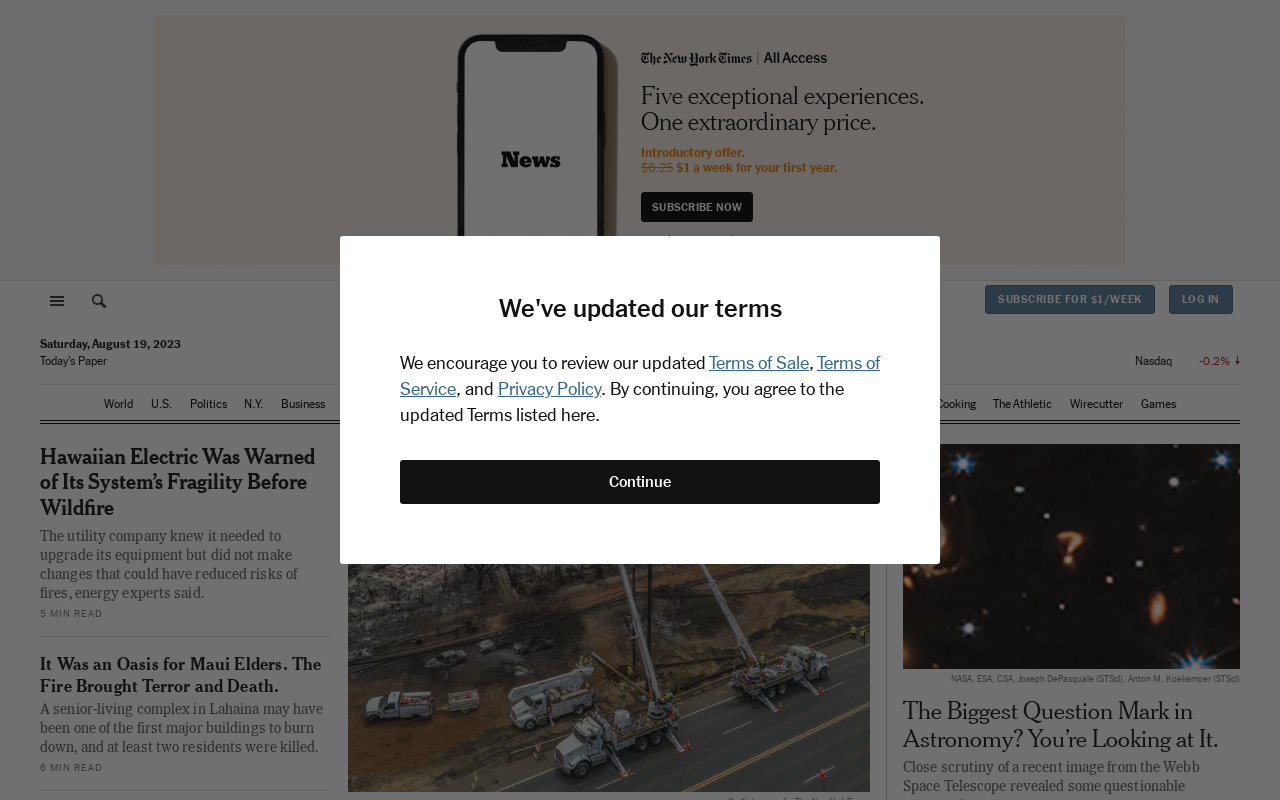 The New York Times | All Access
Five exceptional experiences.
One extraordinary price.
Introductory offer.
$6.25 $1 a week for your first year.
SUBSCRIBE NOW
News
SUBSCRIBE FOR $1/WEEK
LOG IN
Saturday, August 19, 2023
Today's Paper
Nasdaq -0.2%
World U.S. Politics N.Y. Business
Cooking The Athletic Wirecutter Games
We've updated our terms
We encourage you to review our updated Terms of Sale, Terms of
Service, and Privacy Policy. By continuing, you agree to the
updated Terms listed here.
Continue
Hawaiian Electric Was Warned
of Its System's Fragility Before
Wildfire
The utility company knew it needed to
upgrade its equipment but did not make
changes that could have reduced risks of
fires, energy experts said.
5 MIN READ
It Was an Oasis for Maui Elders. The
Fire Brought Terror and Death.
A senior-living complex in Lahaina may have
been one of the first major buildings to burn
down, and at least two residents were killed.
6 MIN READ
NASA, ESA, CSA, Joseph DePasquale (STScI), Anton M. Koekemoer (STScI)
The Biggest Question Mark in
Astronomy? You're Looking at It.
Close scrutiny of a recent image from the Webb
Space Telescope revealed some questionable